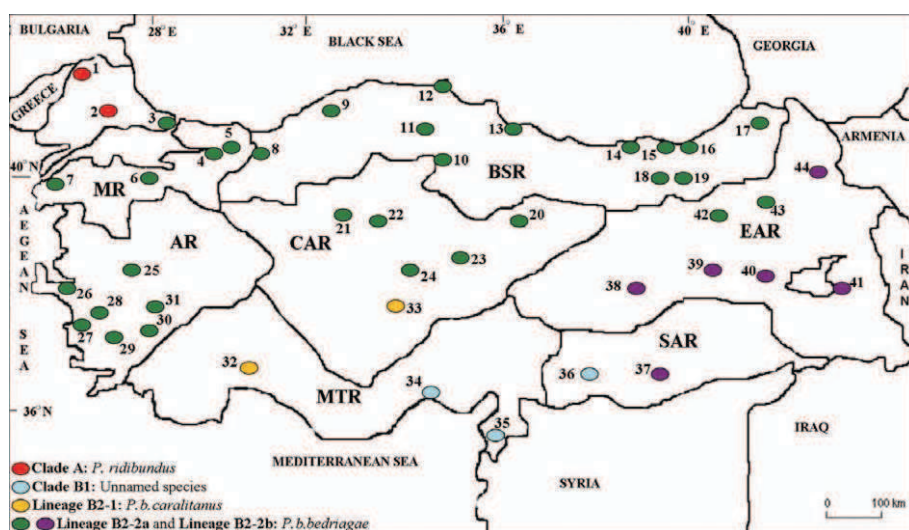 BULGARIA
28°E
32°E
BLACK SEA
36°E
40°E
GEORGIA
GREECE
1
2
3
4
5
8
9
12
11
13
10
14
15
16
17
ARMENIA
40°N
7
6
MR
BSR
18
19
44
AEGEAN
SEA
AR
CAR
21
22
20
42
43
EAR
IRAN
25
26
28
31
27
29
30
24
23
33
38
39
40
41
SAR
32
34
36
37
MTR
36°N
35
MEDITERRANEAN SEA
SYRIA
IRAQ
Clade A: P. ridibundus
Clade B1: Unnamed species
Lineage B2-1: P.b.caralitanus
Lineage B2-2a and Lineage B2-2b: P.b.bedriagae
0
100 km